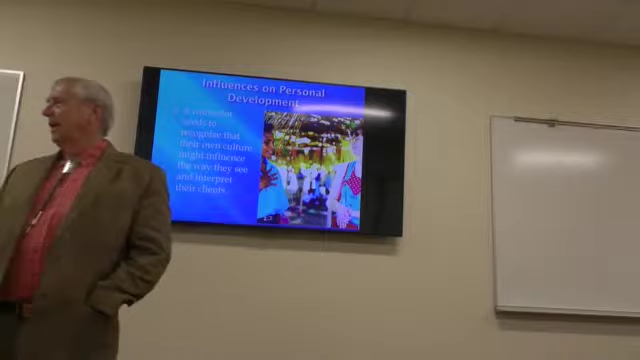 Influences on Personal
Development
A counselor
needs to
recognize that
their own culture
might influence
the way they see
and interpret
their clients.